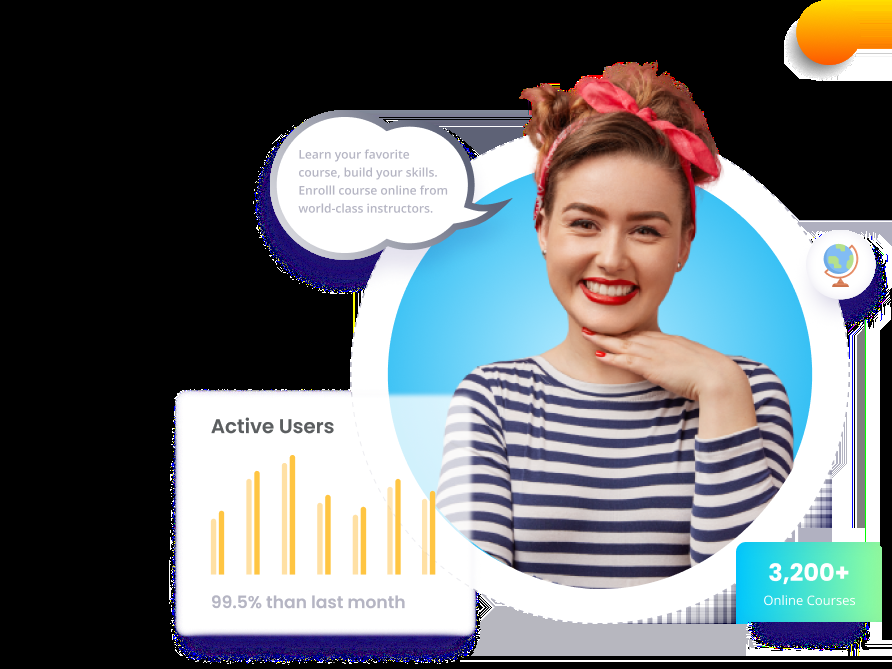 Learn your favorite
course, build your skills.
Enrolll course online from
world-class instructors.
Active Users
99.5% than last month
3,200+
Online Courses